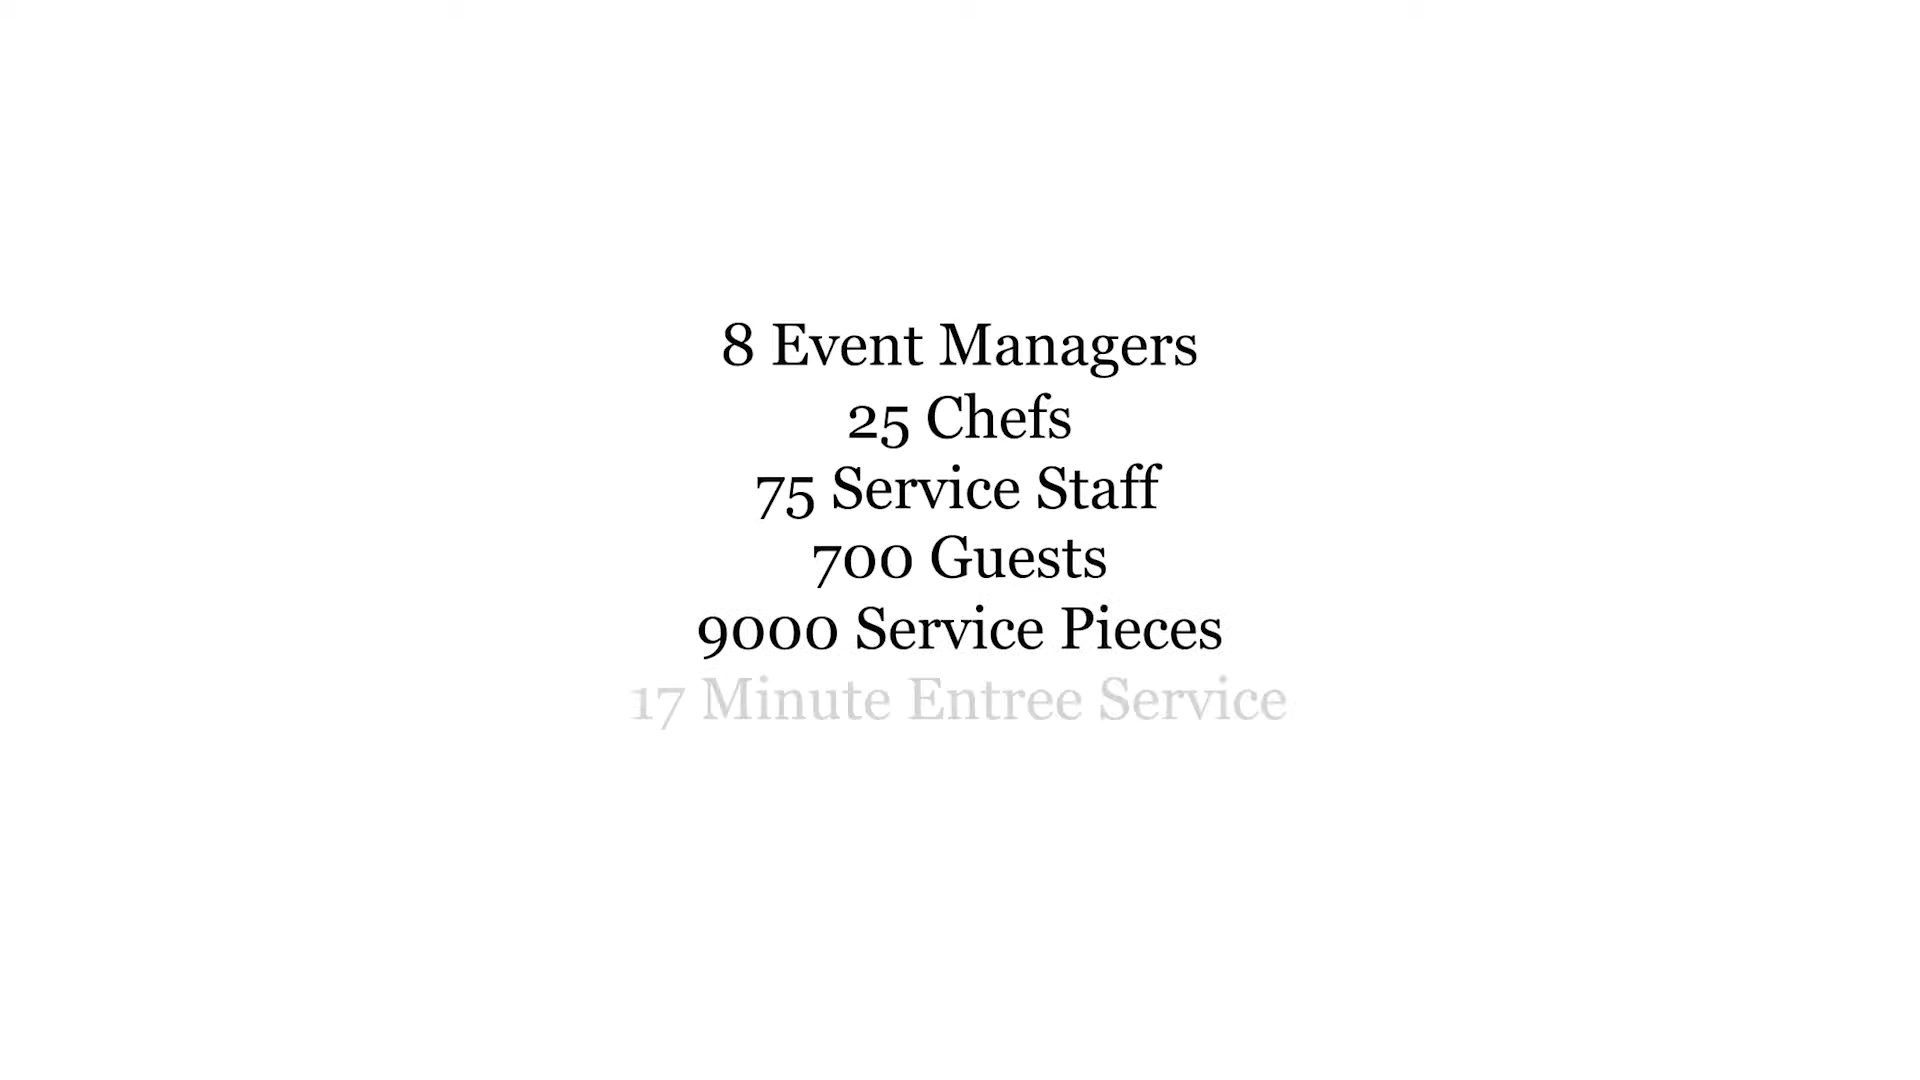 8 Event Managers
25 Chefs
75 Service Staff
700 Guests
9000 Service Pieces
17 Minute Entree Service